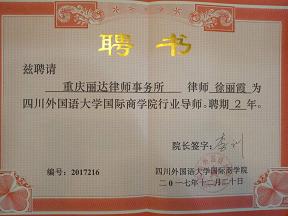 聘书
兹聘请
重庆丽达律师事务所 律师 徐丽霞 为
四川外国语大学国际商学院行业导师。聘期 2 年。
院长签字：
编号：2017216
四川外国语大学国际商学院
二0一七年十二月二十日